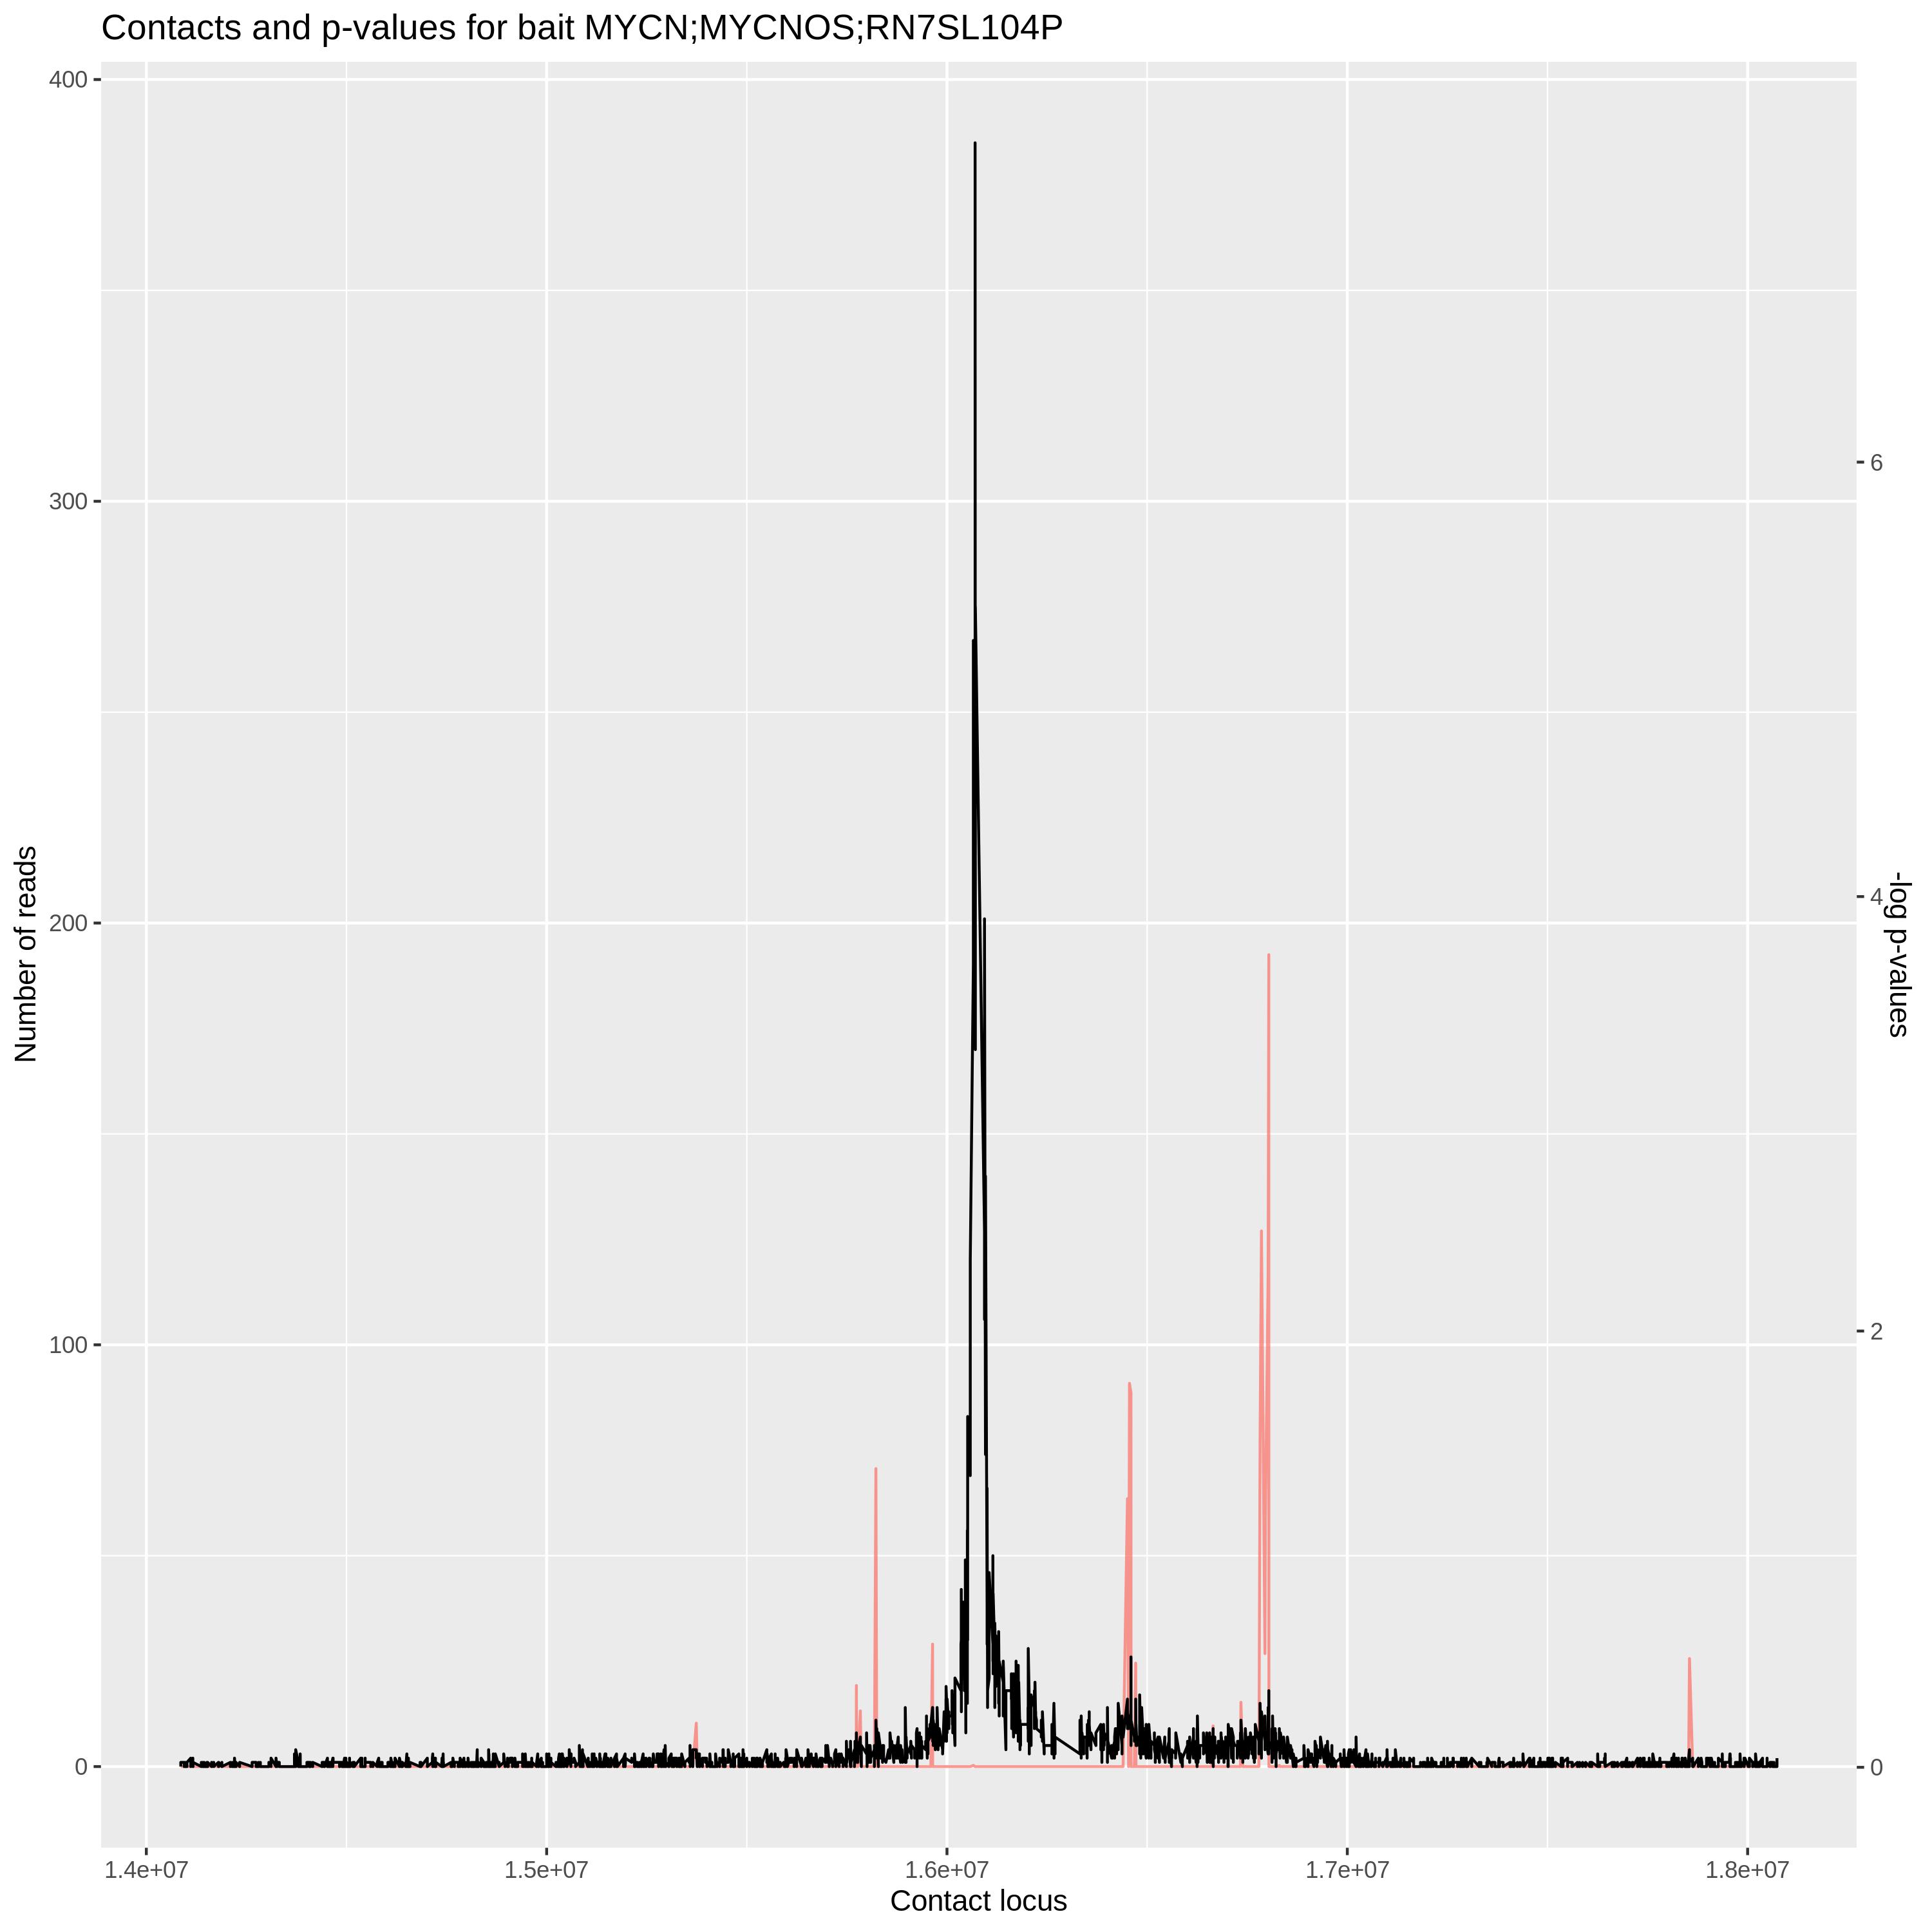 Contacts and p-values for bait MYCN;MYCNOS;RN7SL104P
400
300
200
100
0
Number of reads
6
4
2
0
-log p-values
1.4e+07
1.5e+07
1.6e+07
1.7e+07
1.8e+07
Contact locus